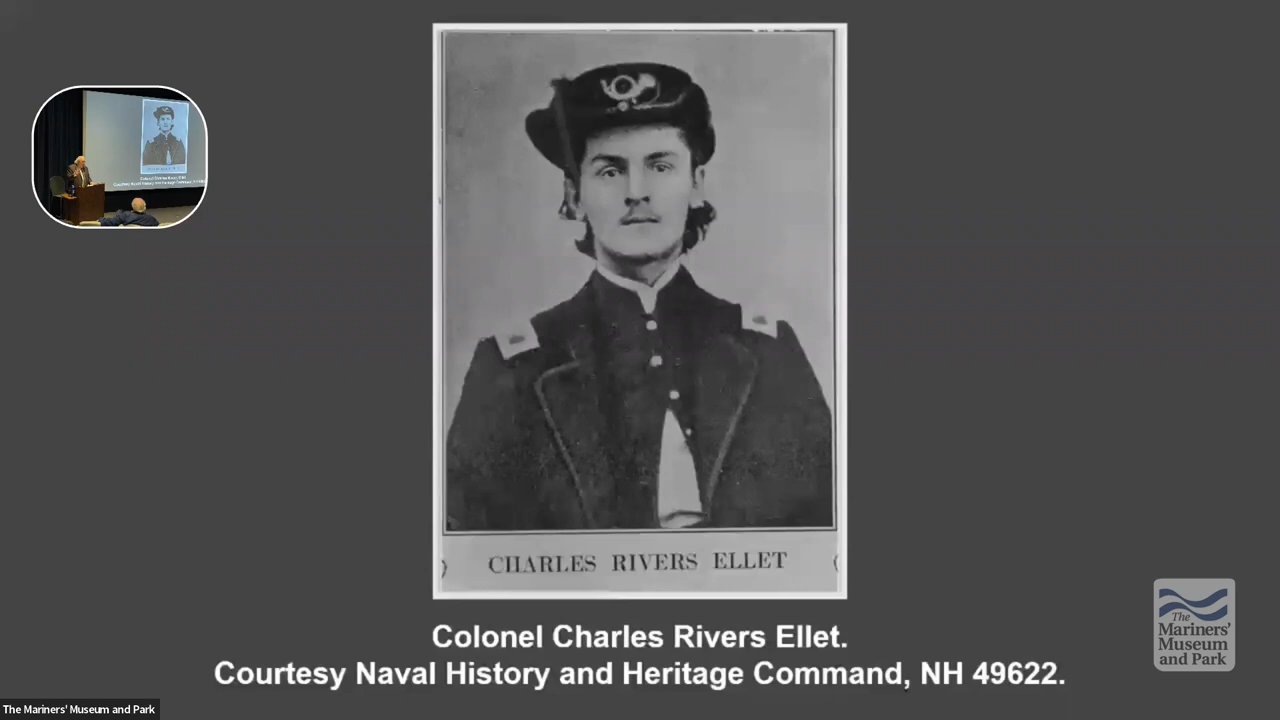 CHARLES RIVERS ELLET
Colonel Charles Rivers Ellet.
Courtesy Naval History and Heritage Command, NH 49622.
The
Mariners'
Museum
and Park
The Mariners' Museum and Park